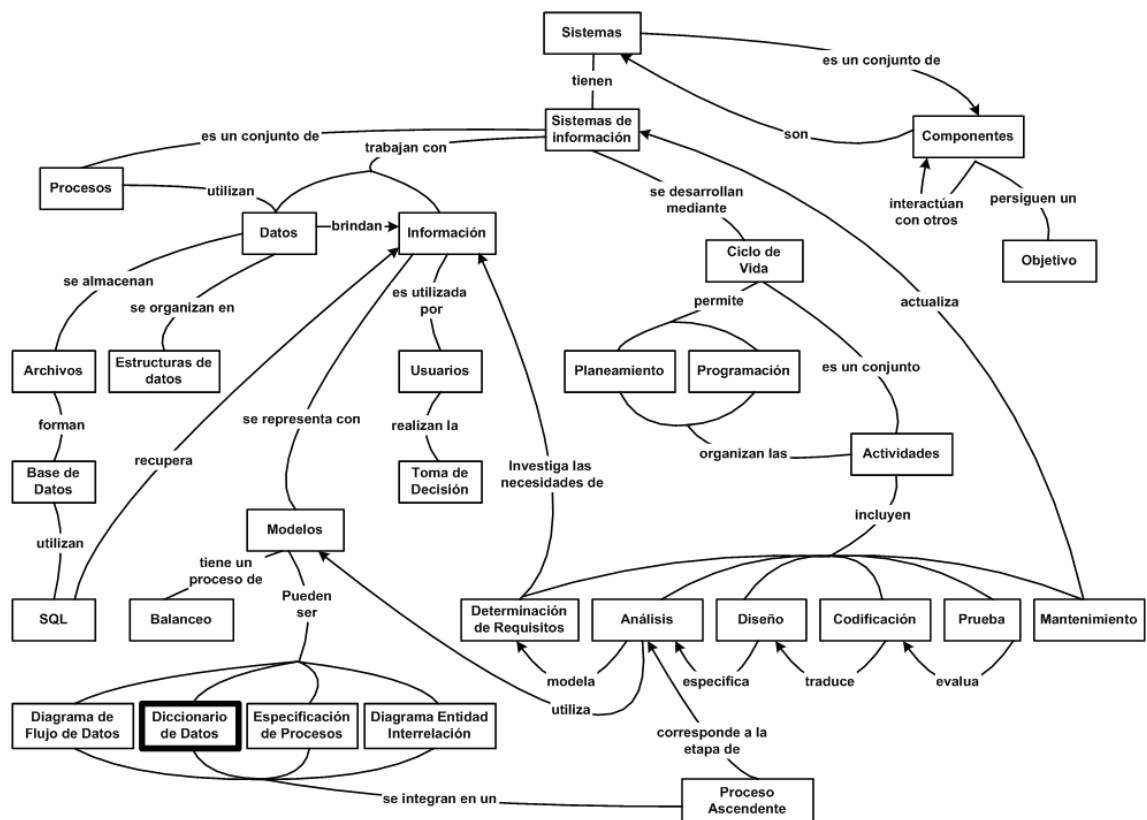 Sistemas
es un conjunto de
tienen
Sistemas de
información
es un conjunto de
son
Componentes
trabajan con
Procesos
utilizan
se desarrollan
mediante
interactúan
con otros
persiguen un
Datos
brindan
Información
Ciclo de
Vida
Objetivo
se almacenan
es utilizada
por
permite
actualiza
se organizan en
Archivos
Estructuras de
datos
Usuarios
Planeamiento
Programación
es un conjunto
forman
se representa con
realizan la
recupera
organizan las
Actividades
Base de
Datos
Toma de
Decisión
Investiga las
necesidades de
incluyen
Modelos
utilizan
tiene un
proceso de
Pueden
ser
SQL
Balanceo
Determinación
de Requisitos
Análisis
Diseño
Codificación
Prueba
Mantenimiento
modela
especifica
traduce
evalua
utiliza
Diagrama de
Flujo de Datos
Diccionario
de Datos
Especificación
de Procesos
Diagrama Entidad
Interrelación
corresponde a la
etapa de
se integran en un
Proceso
Ascendente